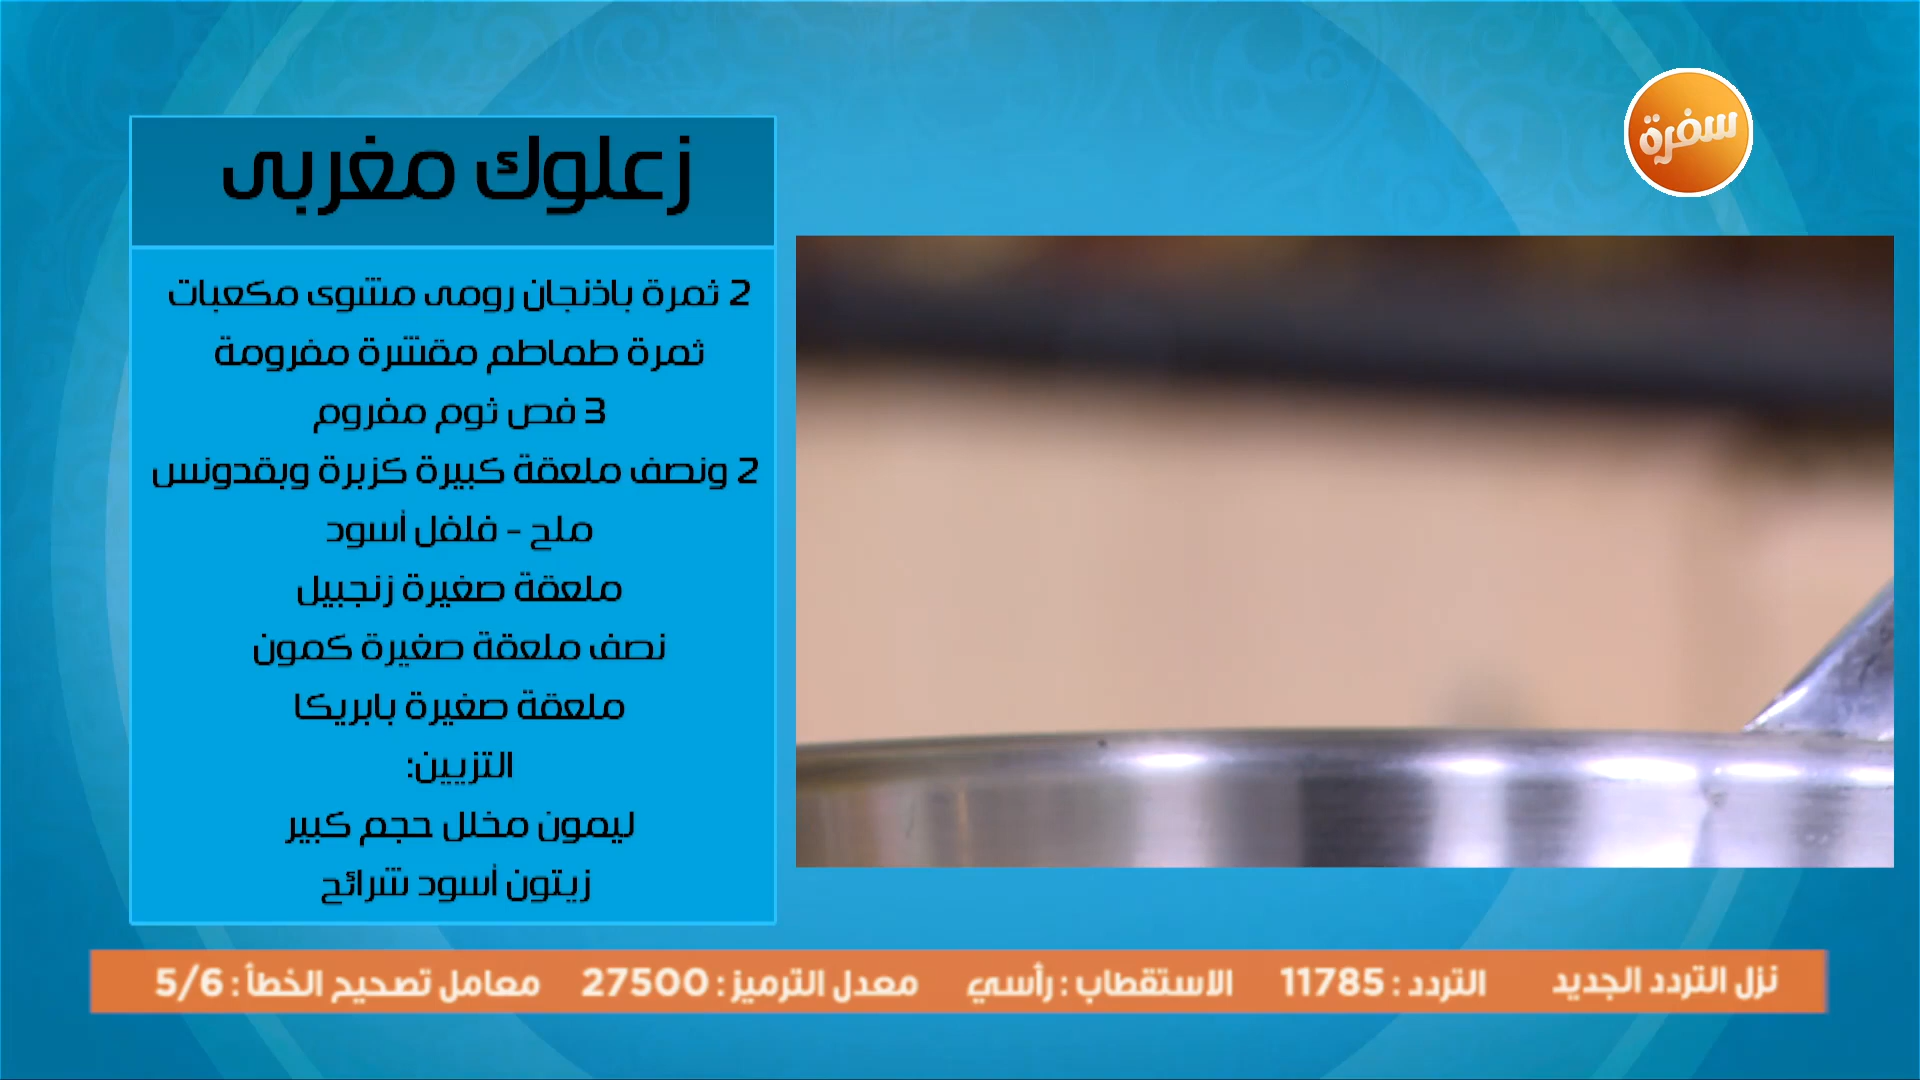 سفرة
زعلوك مغربى
2 ثمرة باذنجان رومى مشوى مكعبات
ثمرة طماطم مقشرة مفرومة
3 فص ثوم مفروم
2 ونصف ملعقة كبيرة كزبرة وبقدونس
ملح - فلفل أسود
ملعقة صغيرة زنجبيل
نصف ملعقة صغيرة كمون
ملعقة صغيرة بابريكا
التزيين:
ليمون مخلل حجم كبير
زيتون أسود شرائح
نزل التردد الجديد التردد : 11785 الاستقطاب : رأسي معدل الترميز : 27500 معامل تصحيح الخطأ : 5/6